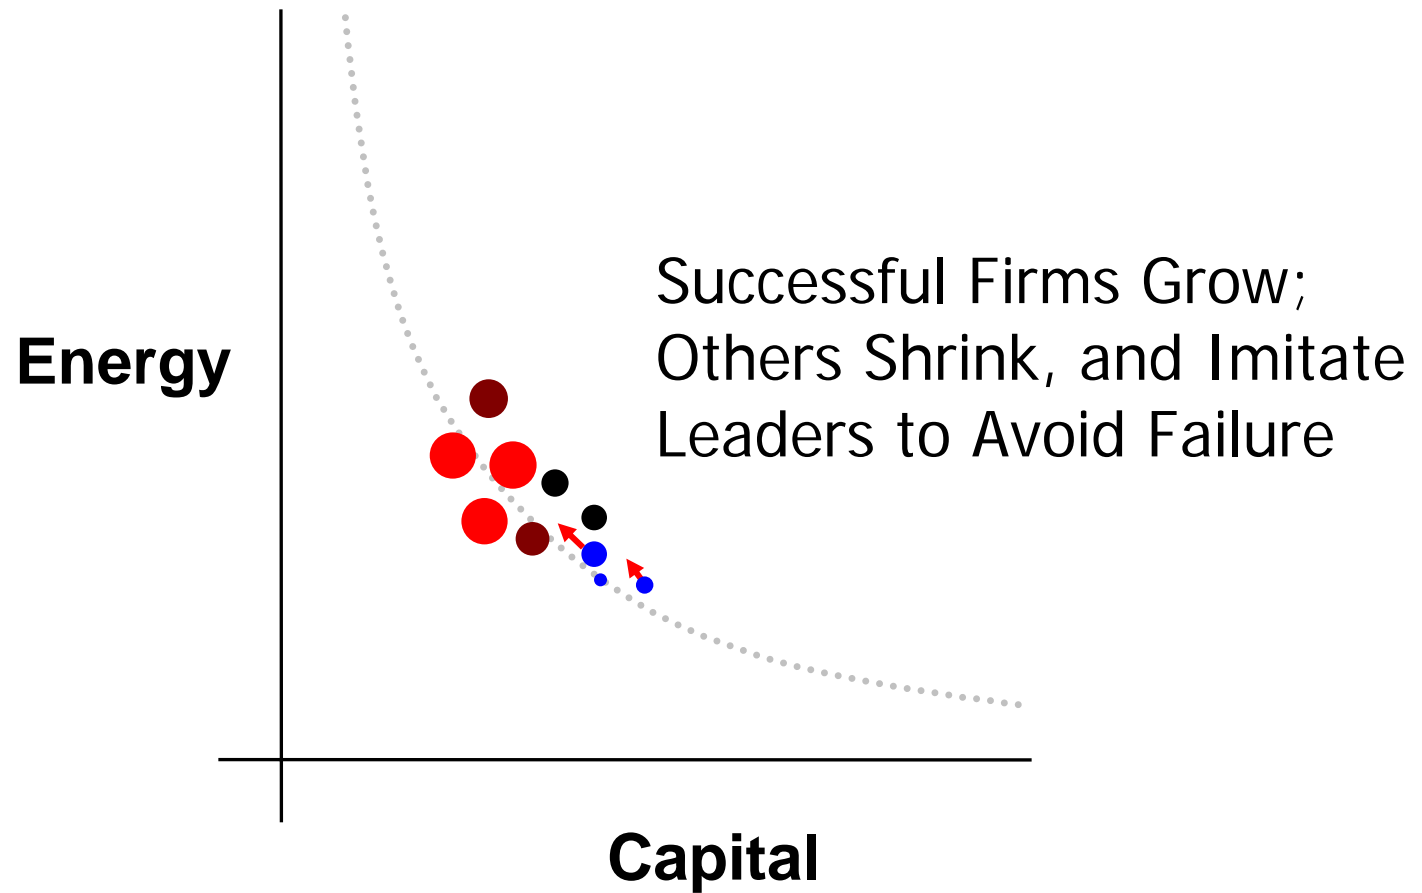 Successful Firms Grow;
Others Shrink, and Imitate
Leaders to Avoid Failure
Energy
Capital